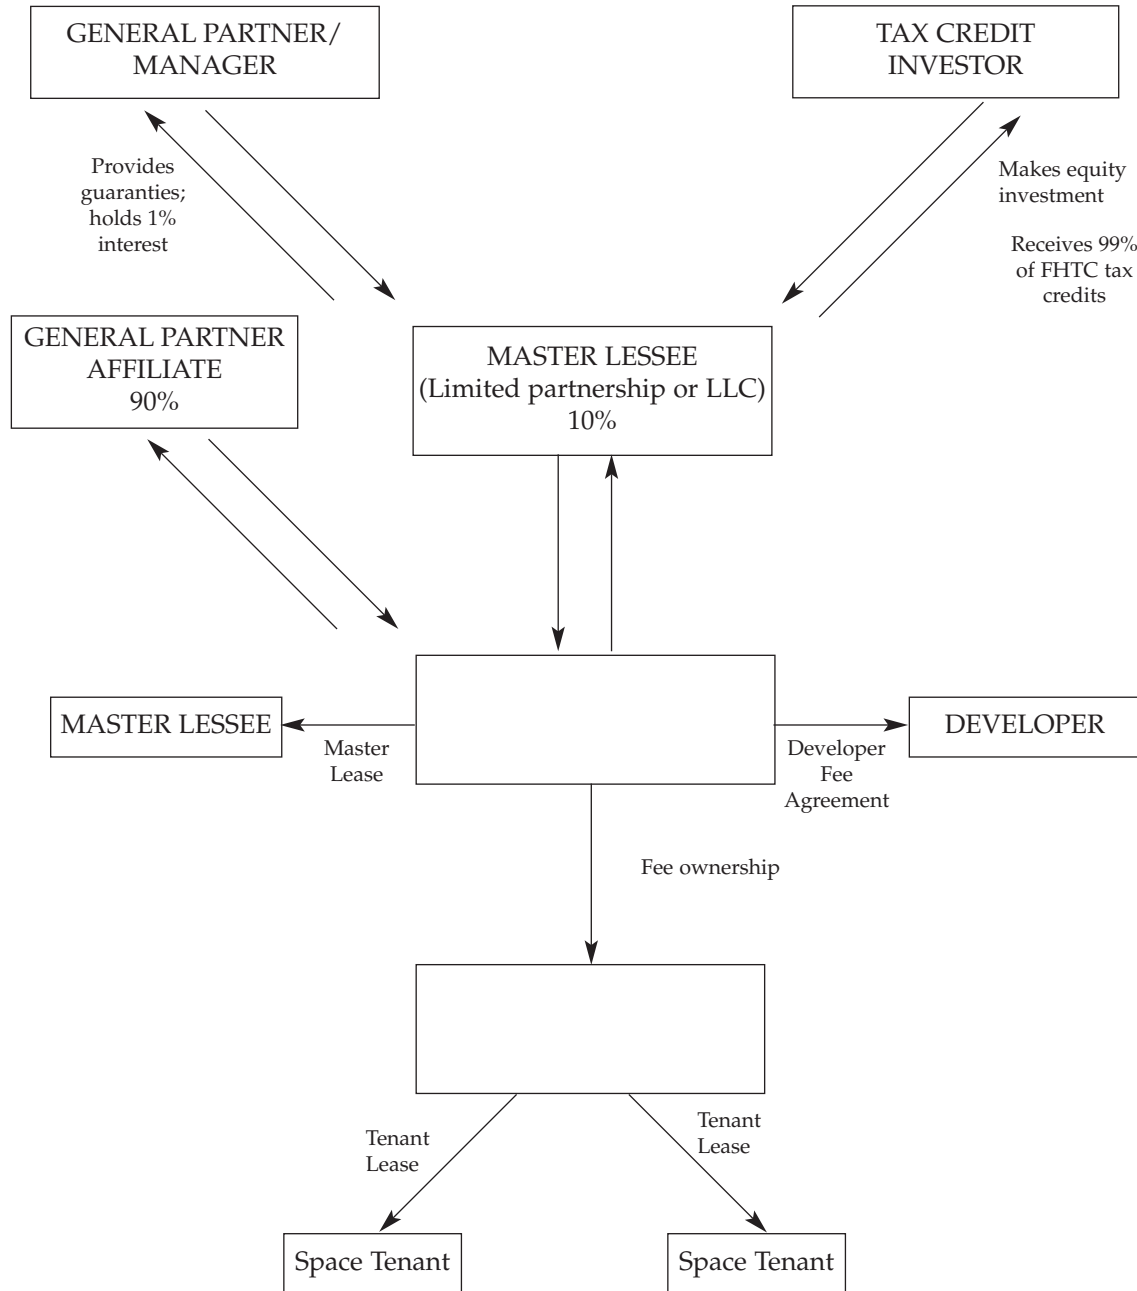 GENERAL PARTNER/
MANAGER
TAX CREDIT
INVESTOR
Provides
guaranties;
holds 1%
interest
Makes equity
investment
Receives 99%
of FHTC tax
credits
GENERAL PARTNER
AFFILIATE
90%
MASTER LESSEE
(Limited partnership or LLC)
10%
MASTER LESSEE
Master
Lease
Developer
Fee
Agreement
DEVELOPER
Fee ownership
Tenant
Lease
Tenant
Lease
Space Tenant
Space Tenant